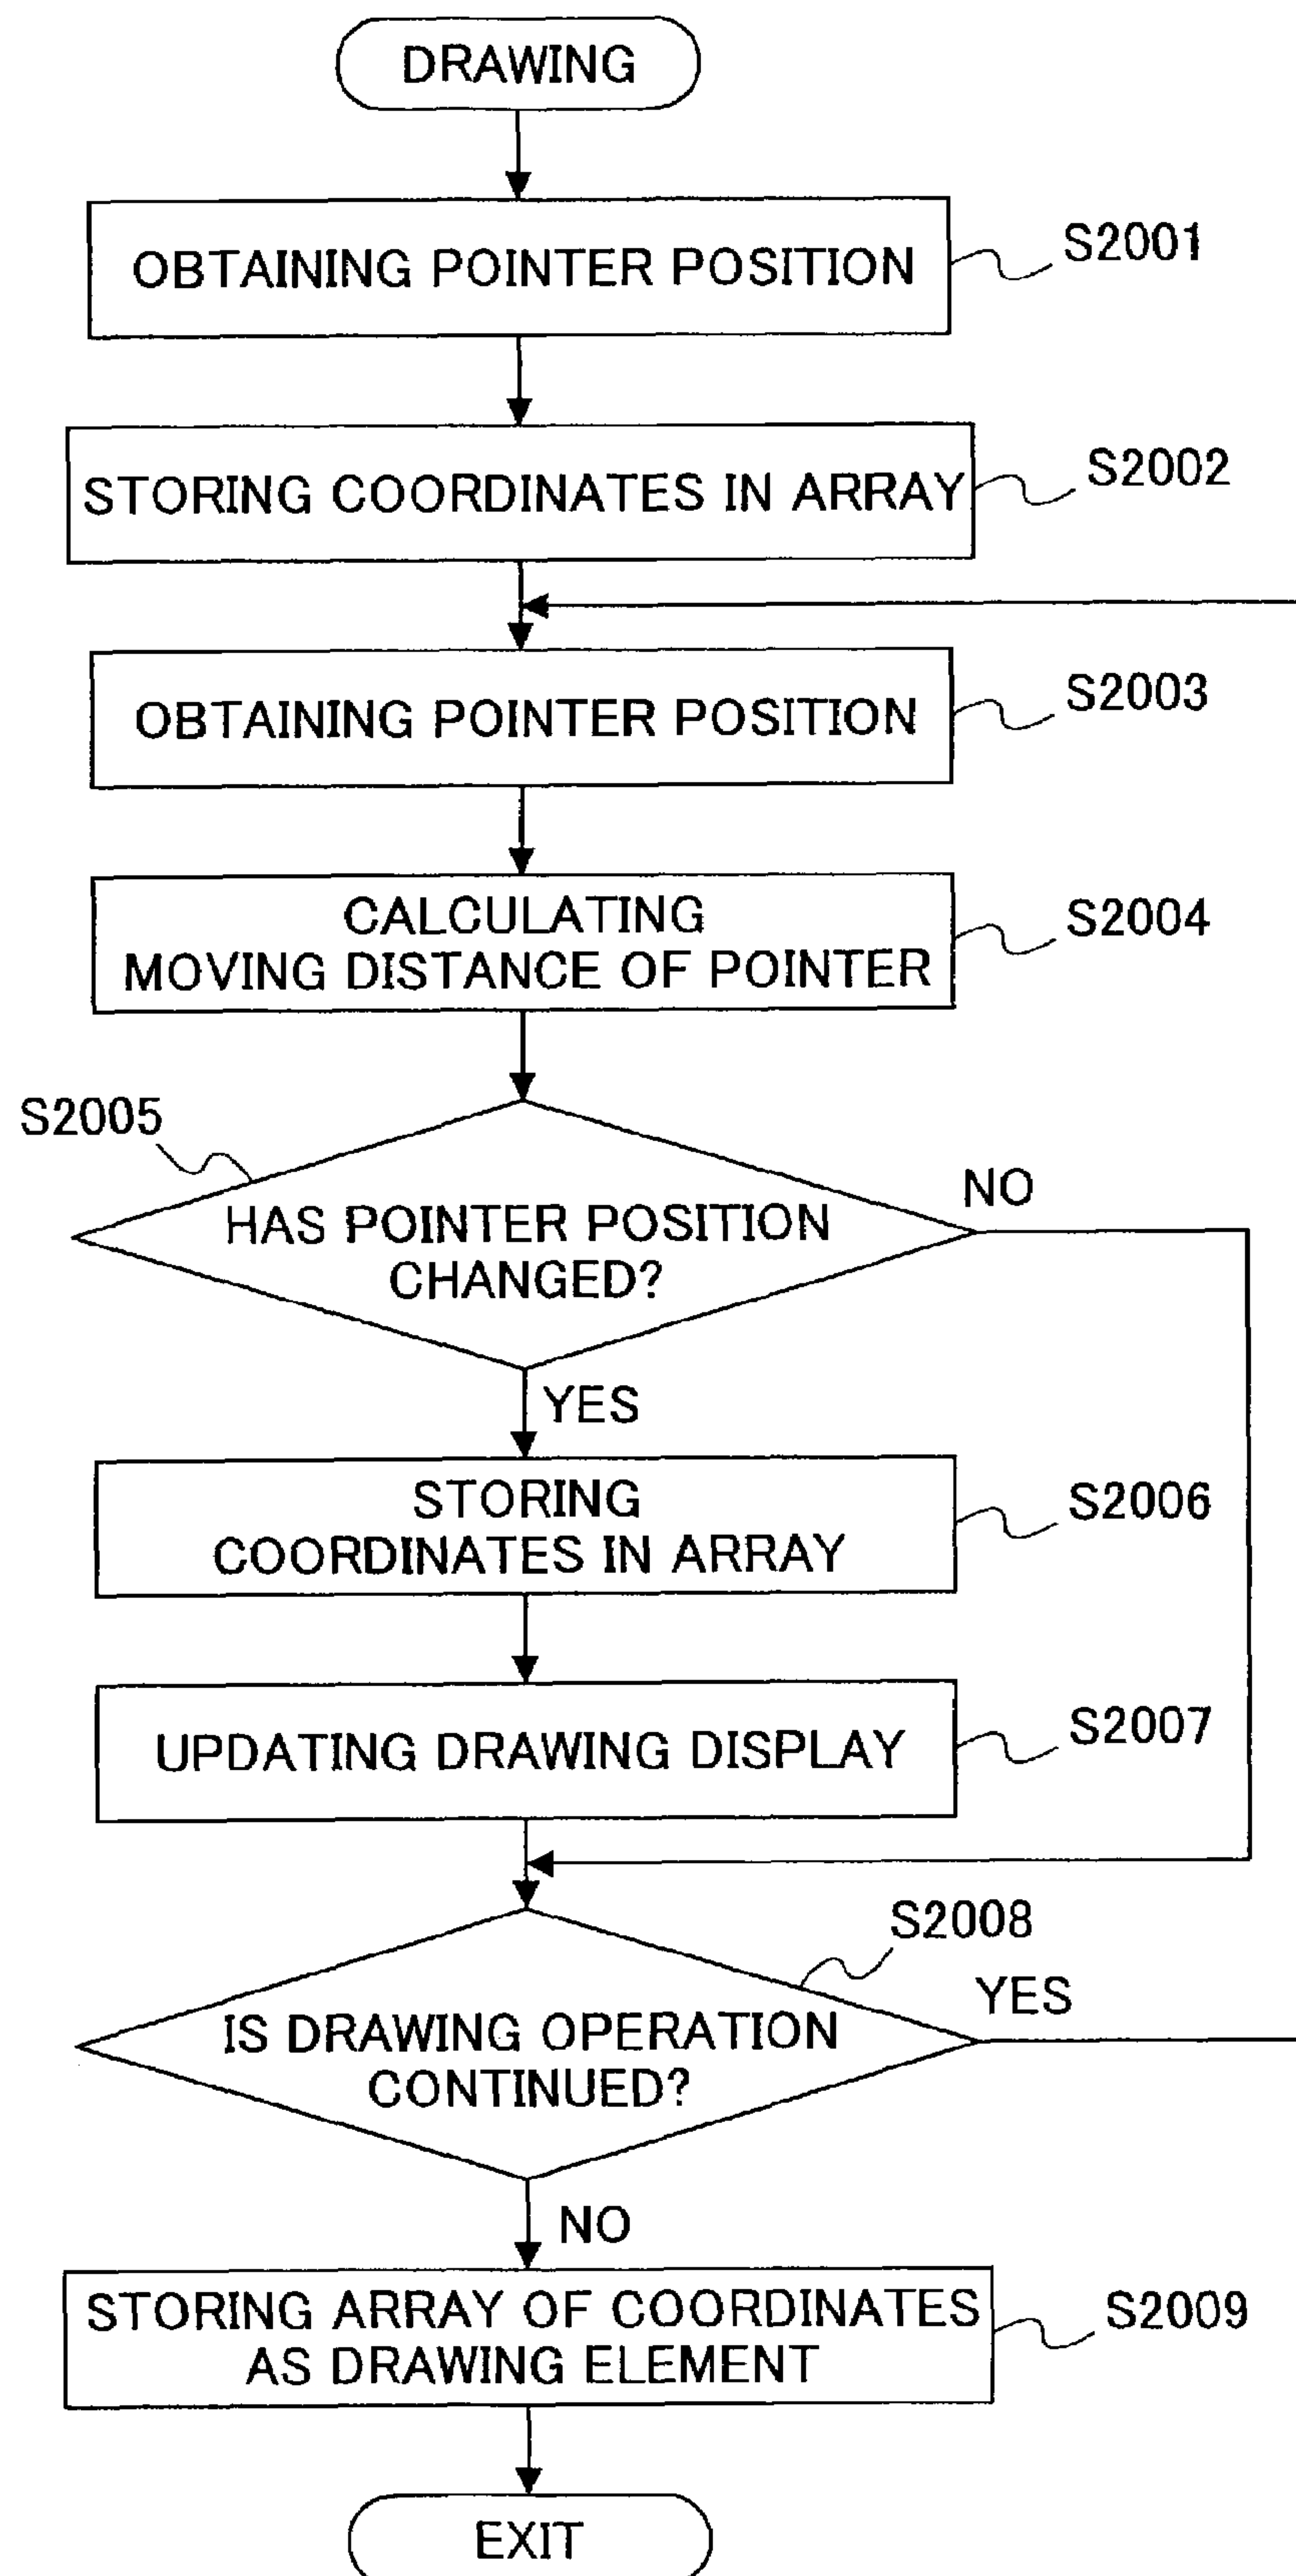 DRAWING
OBTAINING POINTER POSITION
S2001
STORING COORDINATES IN ARRAY
S2002
OBTAINING POINTER POSITION
S2003
CALCULATING
MOVING DISTANCE OF POINTER
S2004
S2005
HAS POINTER POSITION
CHANGED?
NO
YES
STORING
COORDINATES IN ARRAY
S2006
UPDATING DRAWING DISPLAY
S2007
S2008
IS DRAWING OPERATION
CONTINUED?
YES
NO
STORING ARRAY OF COORDINATES
AS DRAWING ELEMENT
S2009
EXIT